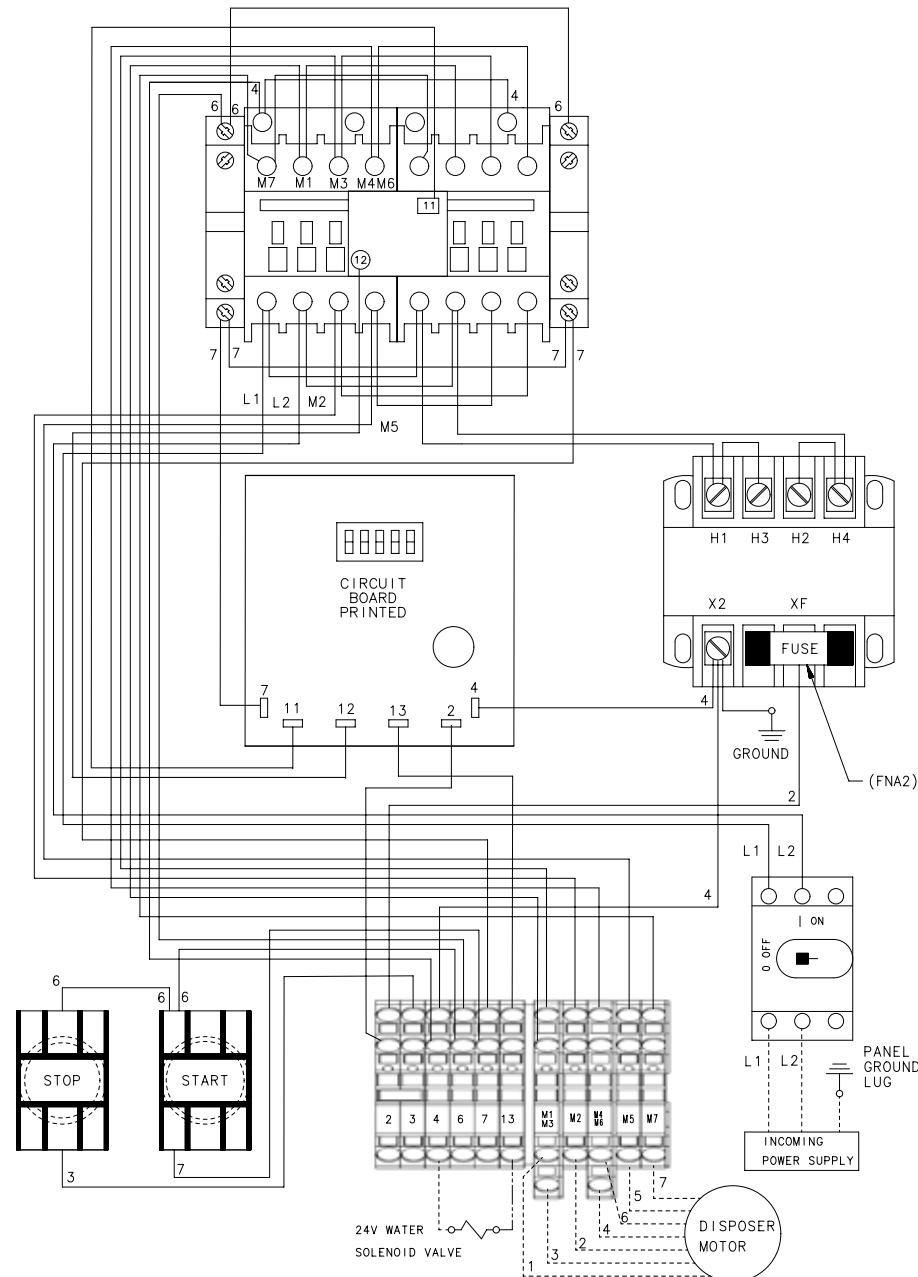 4
4
6 6
6
M7 M1 M3 M4M6
11
12
7 7
7 7
L1 L2 M2
M5
H1 H3 H2 H4
CIRCUIT
BOARD
PRINTED
X2 XF
FUSE
7
11 12 13 2
4
4
GROUND
(FNA2)
2
L1 L2
4
| ON
O OFF
6
6 6
STOP
START
3
7
2 3 4 6 7 13
M1
M3
M2
M4
M6
M5 M7
L1 L2
PANEL
GROUND
LUG
INCOMING
POWER SUPPLY
24V WATER
SOLENOID VALVE
1
3
2
4
6
5
7
DISPOSER
MOTOR